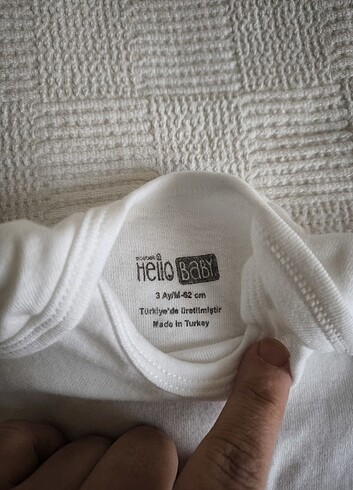 Hello BABY
3 Ay/M-62 cm
Türkiye'de üretilmiştir
Made in Turkey